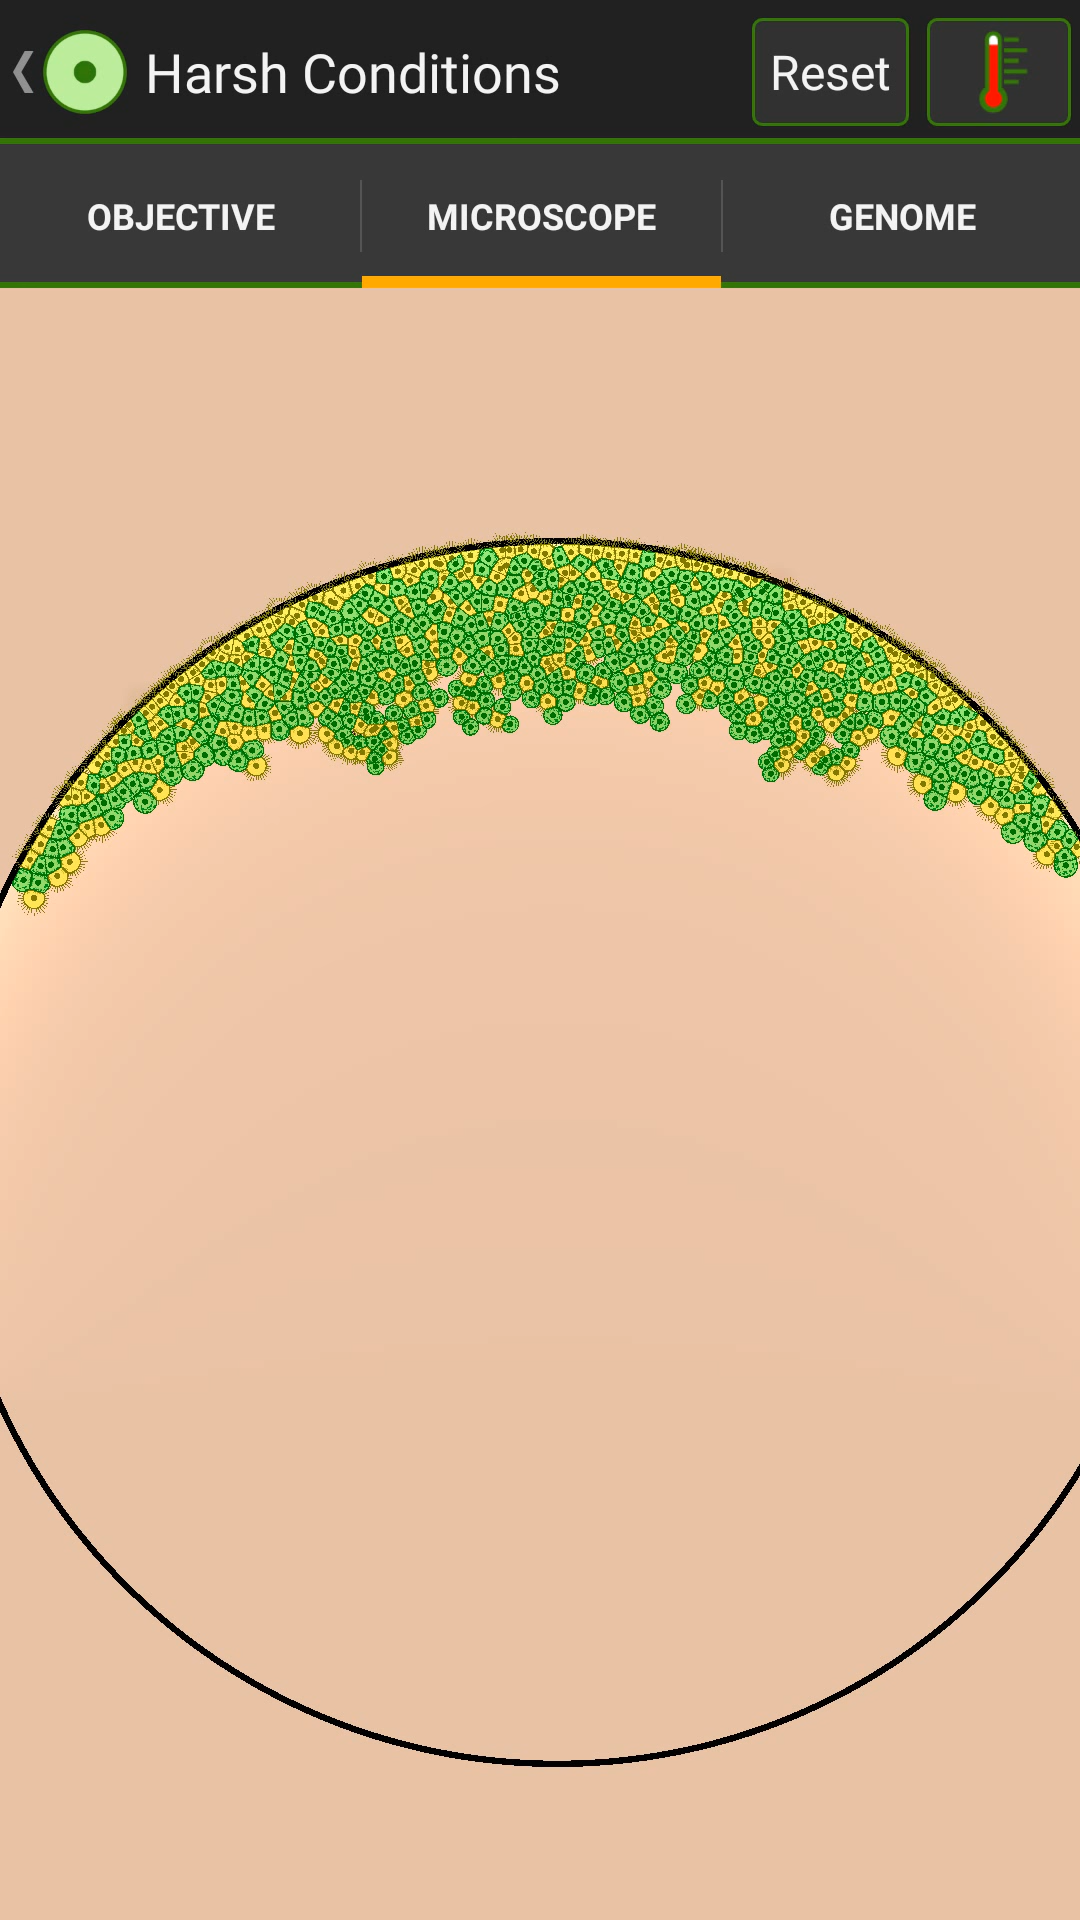 Harsh Conditions
Reset
OBJECTIVE
MICROSCOPE
GENOME